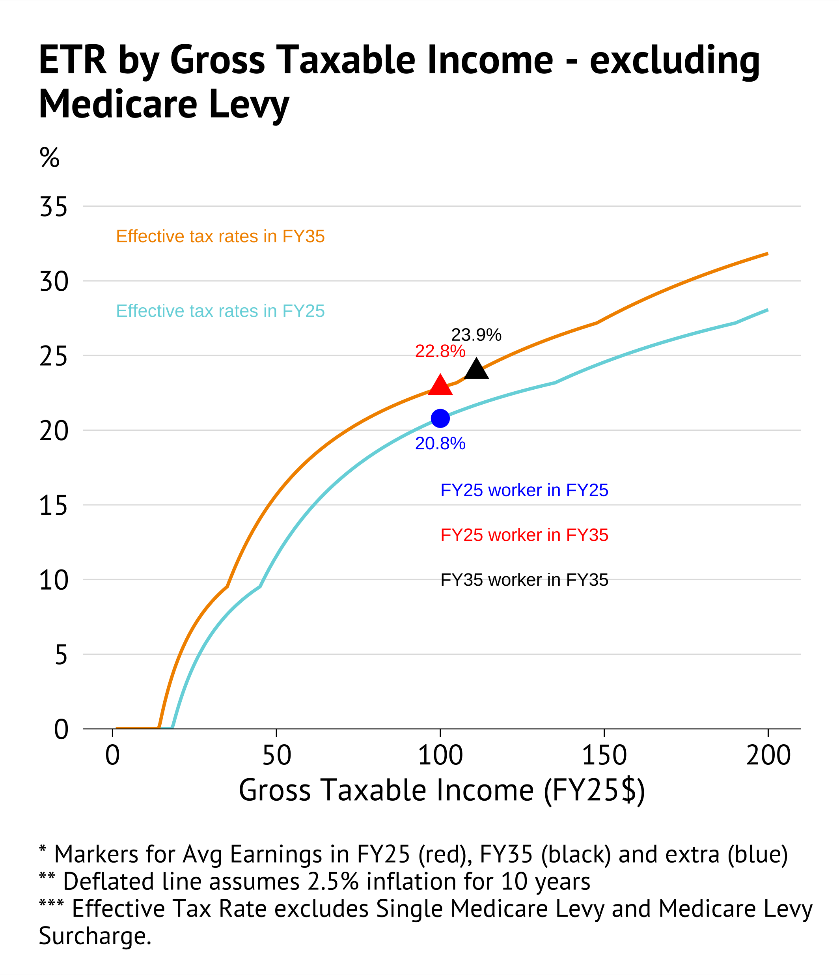 ETR by Gross Taxable Income - excluding
Medicare Levy
%
35
Effective tax rates in FY35
30
Effective tax rates in FY25
23.9%
22.8%
25
20
20.8%
FY25 worker in FY25
15
FY25 worker in FY35
10
FY35 worker in FY35
5
0
0 50 100 150 200
Gross Taxable Income (FY25$)
* Markers for Avg Earnings in FY25 (red), FY35 (black) and extra (blue)
** Deflated line assumes 2.5% inflation for 10 years
*** Effective Tax Rate excludes Single Medicare Levy and Medicare Levy
Surcharge.